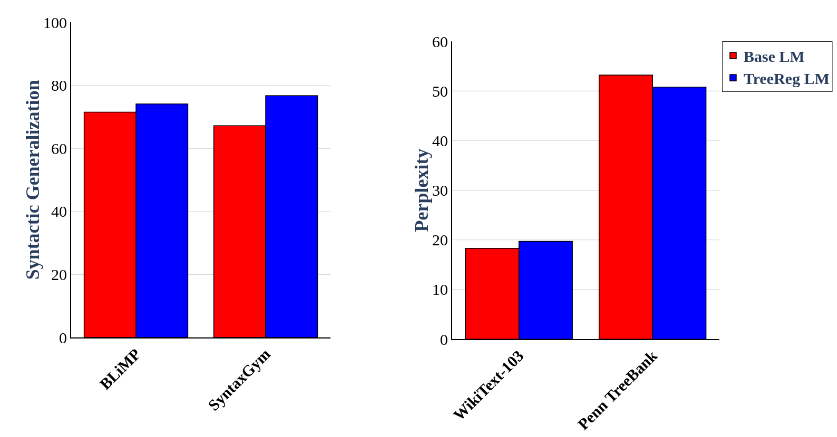 Syntactic Generalization
100
80
60
40
20
0
BLiMP
SyntaxGym
Perplexity
60
50
40
30
20
10
0
WikiText-103
Penn TreeBank
Base LM
TreeReg LM